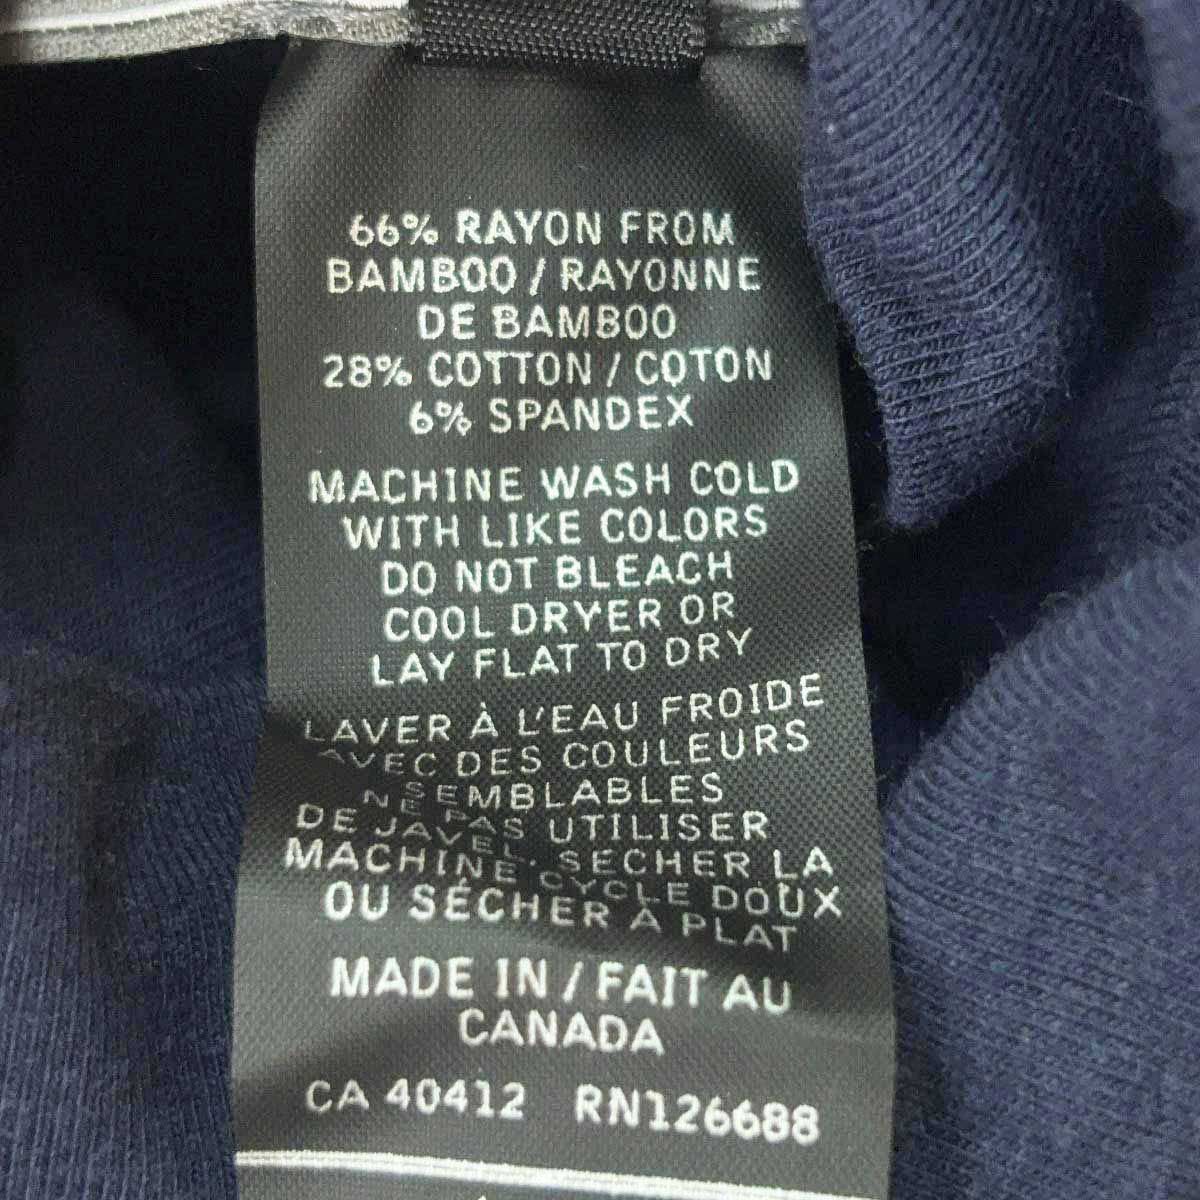 66% RAYON FROM
BAMBOO / RAYONNE
DE BAMBOO
28% COTTON / COTON
6% SPANDEX
MACHINE WASH COLD
WITH LIKE COLORS
DO NOT BLEACH
COOL DRYER OR
LAY FLAT TO DRY
LAVER À L'EAU FROIDE
AVEC DES COULEURS
SEMBLABLES
NE PAS UTILISER
DE JAVEL. SECHER LA
MACHINE CYCLE DOUX
OU SÉCHER À PLAT
MADE IN / FAIT AU
CANADA
CA 40412 RN126688